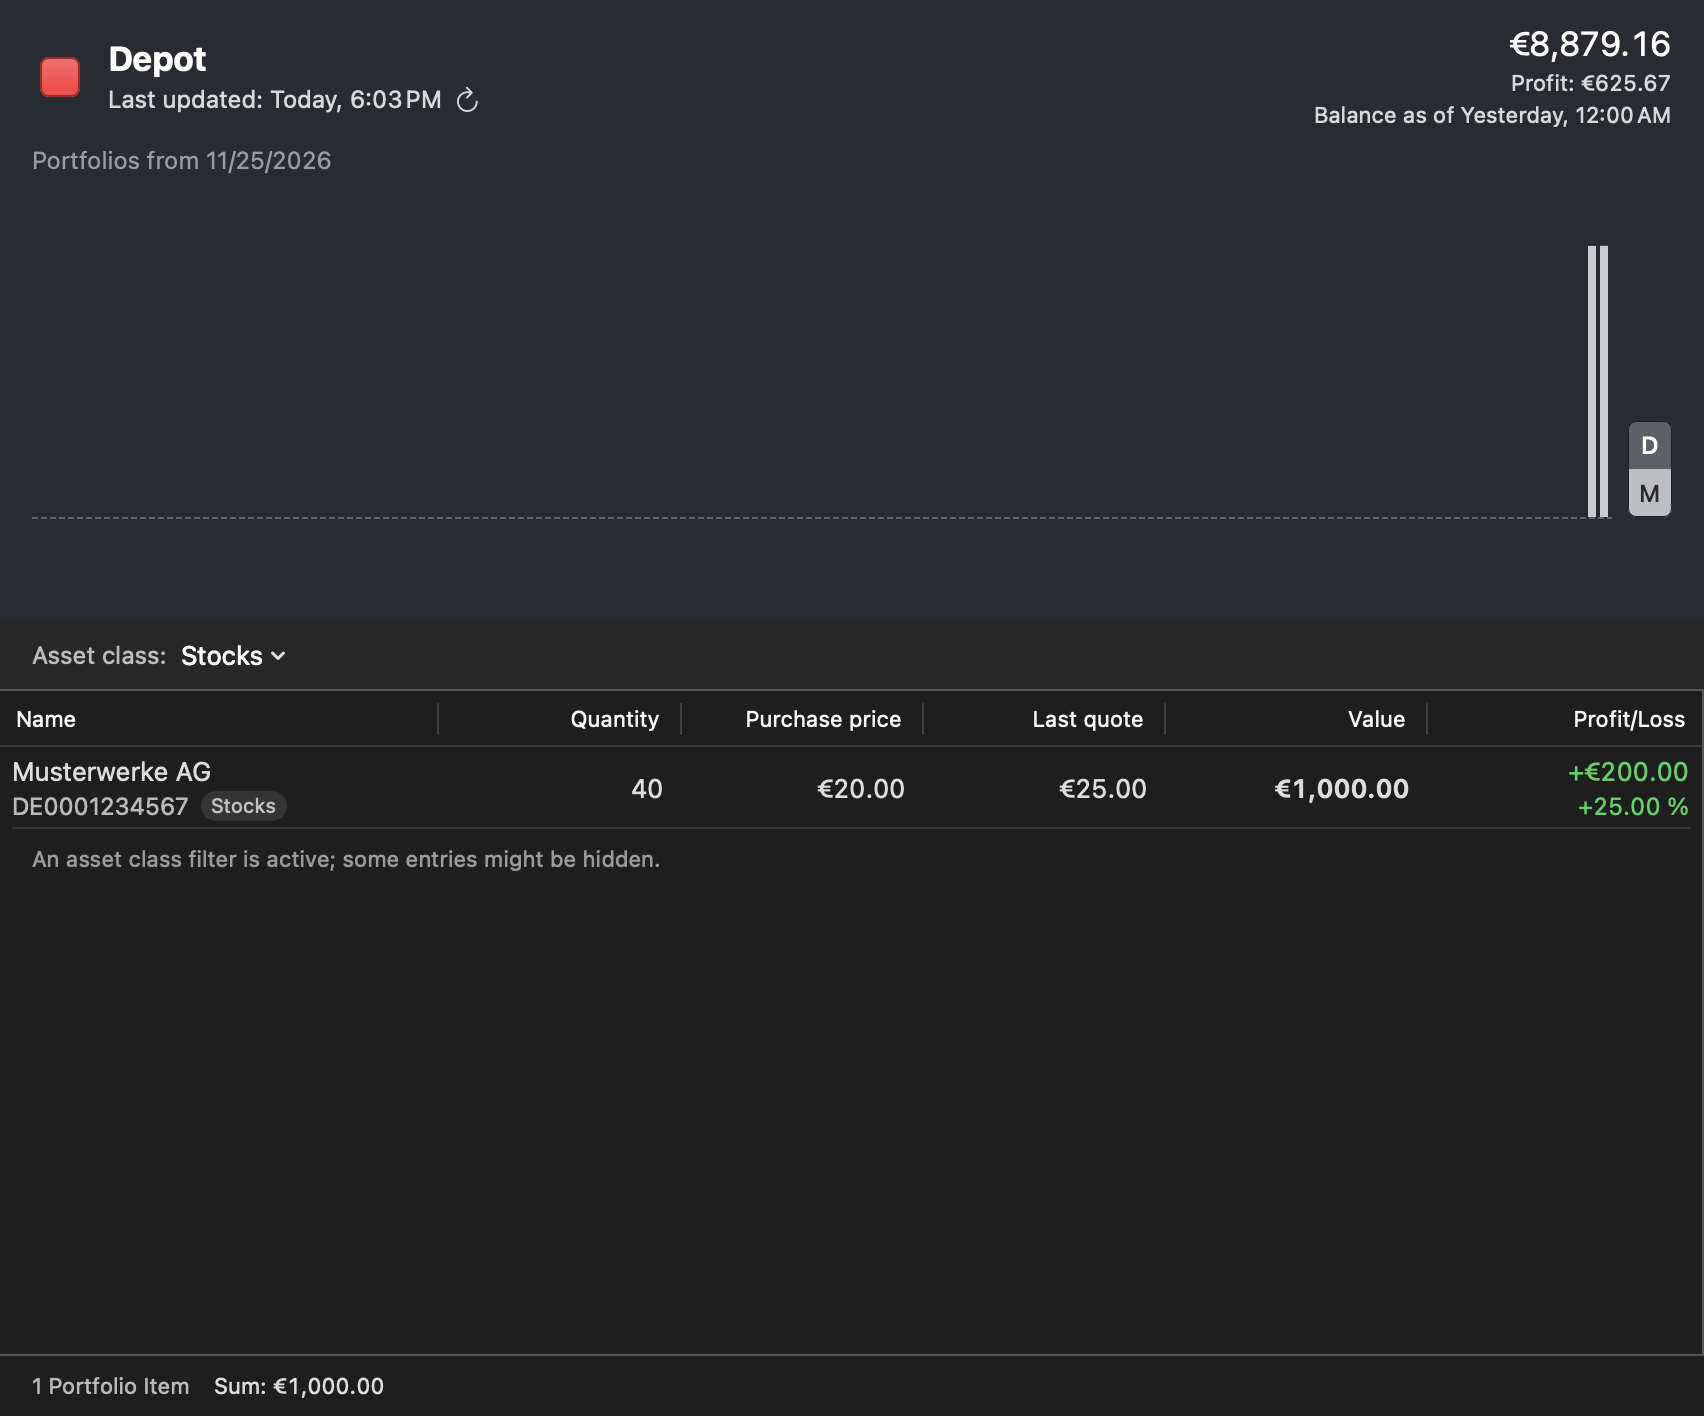 Depot
Last updated: Today, 6:03 PM
€8,879.16
Profit: €625.67
Balance as of Yesterday, 12:00 AM
Portfolios from 11/25/2026
D
M
Asset class: Stocks
Name Quantity Purchase price Last quote Value Profit/Loss
Musterwerke AG 40 €20.00 €25.00 €1,000.00 +€200.00
DE0001234567 Stocks +25.00 %
An asset class filter is active; some entries might be hidden.
1 Portfolio Item Sum: €1,000.00